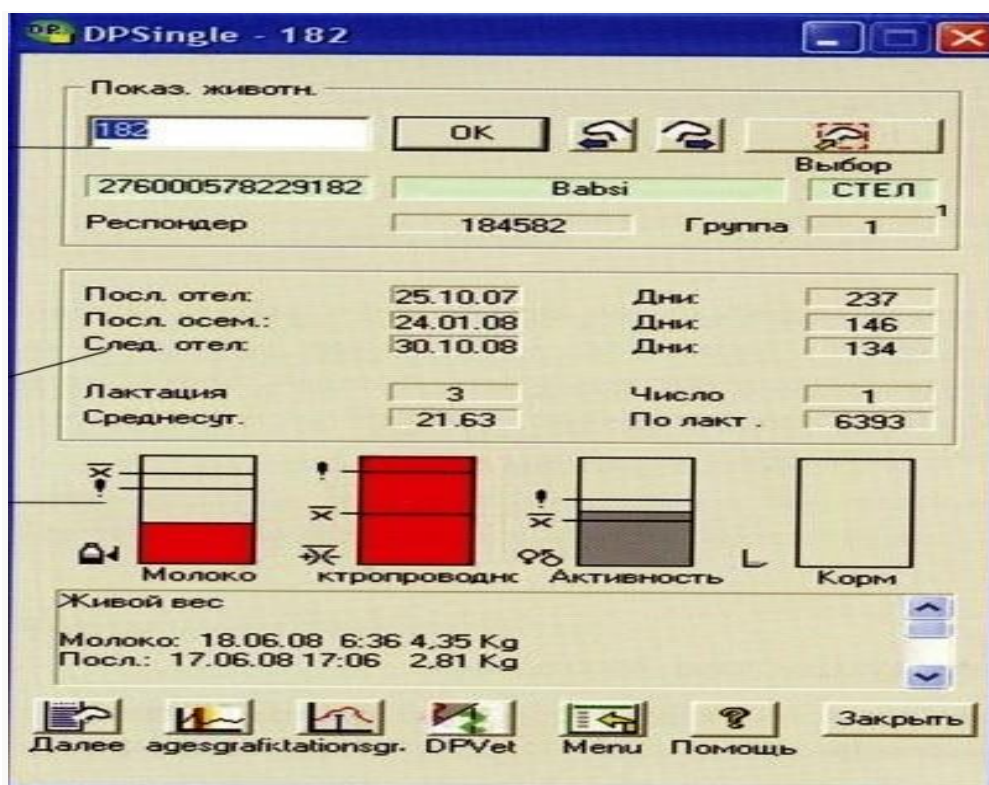 DPSingle - 182
Показ. животн.
182 OK
Выбор
276000578229182 Babsi СТЕЛ
Респондер 184582 Группа 1 1
Посл. отел: 25.10.07 Дни: 237
Посл. осем.: 24.01.08 Дни: 146
След. отел: 30.10.08 Дни: 134
Лактация 3 Число 1
Среднесут. 21.63 По лакт. 6393
Молоко ктропроводнс Активность Корм
Живой вес
Молоко: 18.06.08 6:36 4,35 Kg
Посл.: 17.06.08 17:06 2,81 Kg
Далее agesgrafik tationsgr. DPVet Menu Помощь Закрыть